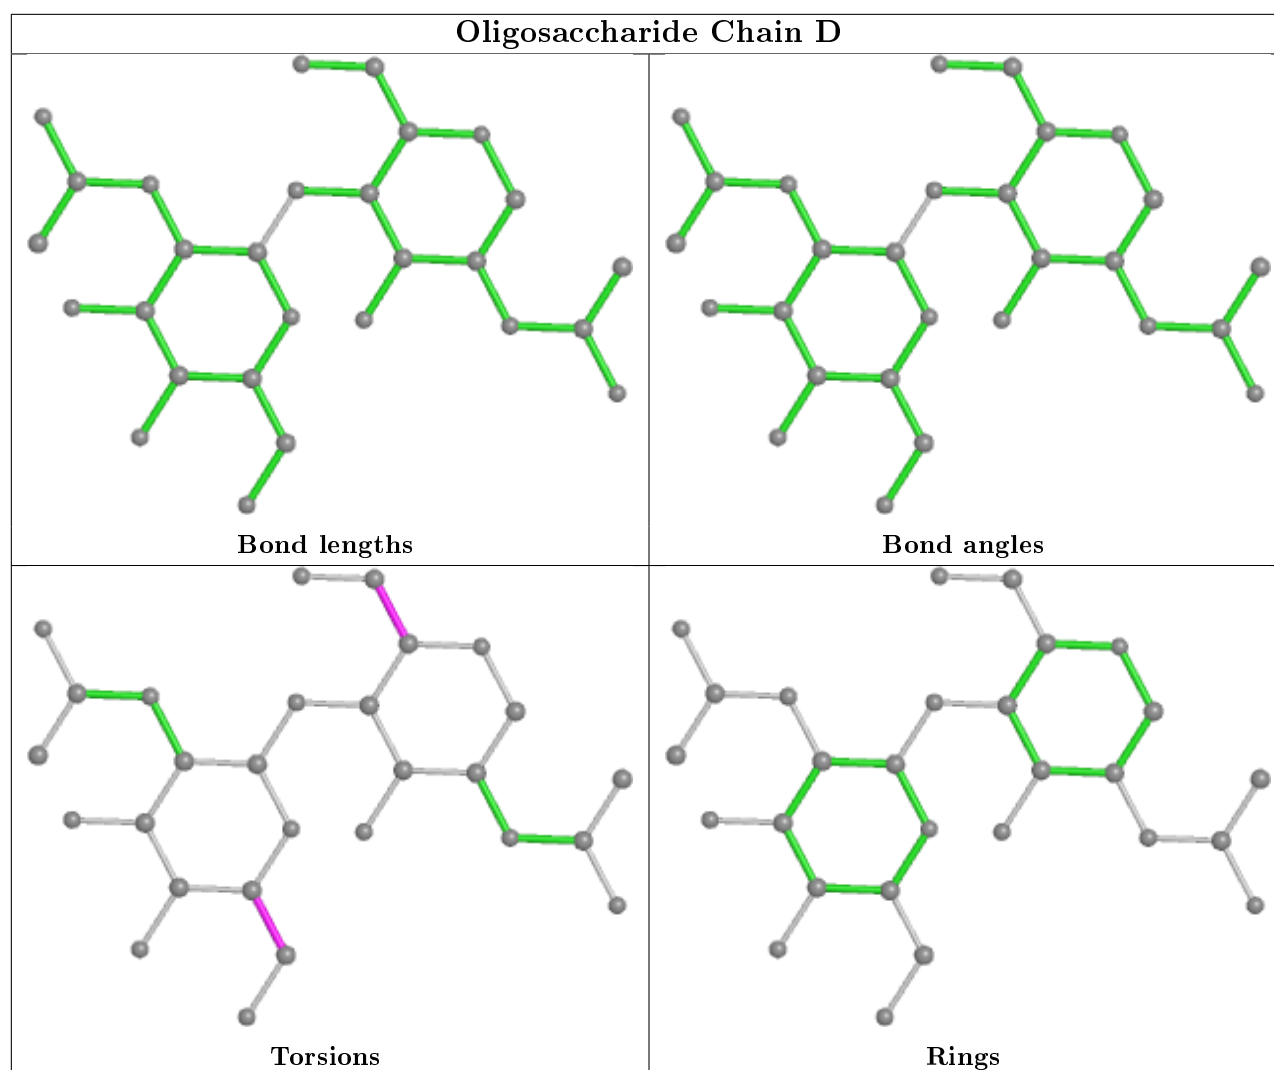 Oligosaccharide Chain D
Bond lengths
Bond angles
Torsions
Rings